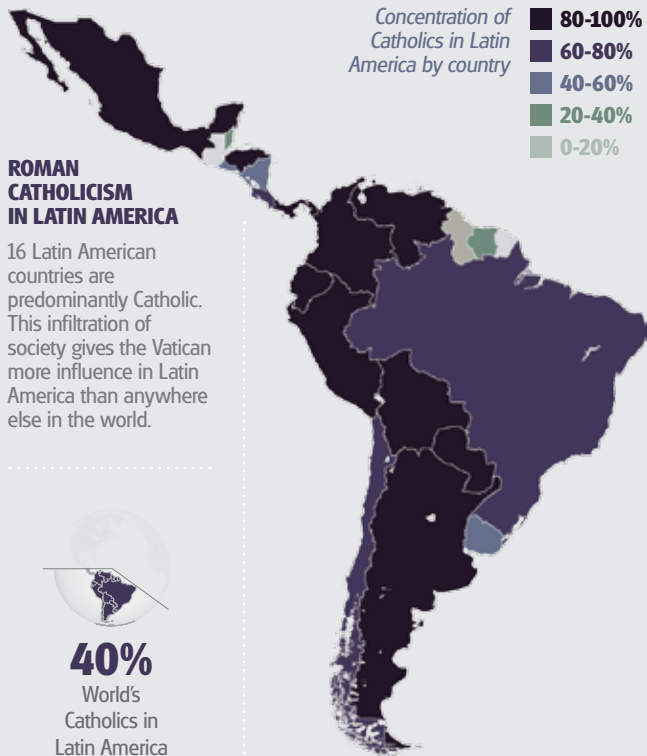 Concentration of
Catholics in Latin
America by country
80-100%
60-80%
40-60%
20-40%
0-20%
ROMAN
CATHOLICISM
IN LATIN AMERICA
16 Latin American
countries are
predominantly Catholic.
This infiltration of
society gives the Vatican
more influence in Latin
America than anywhere
else in the world.
40%
World's
Catholics in
Latin America